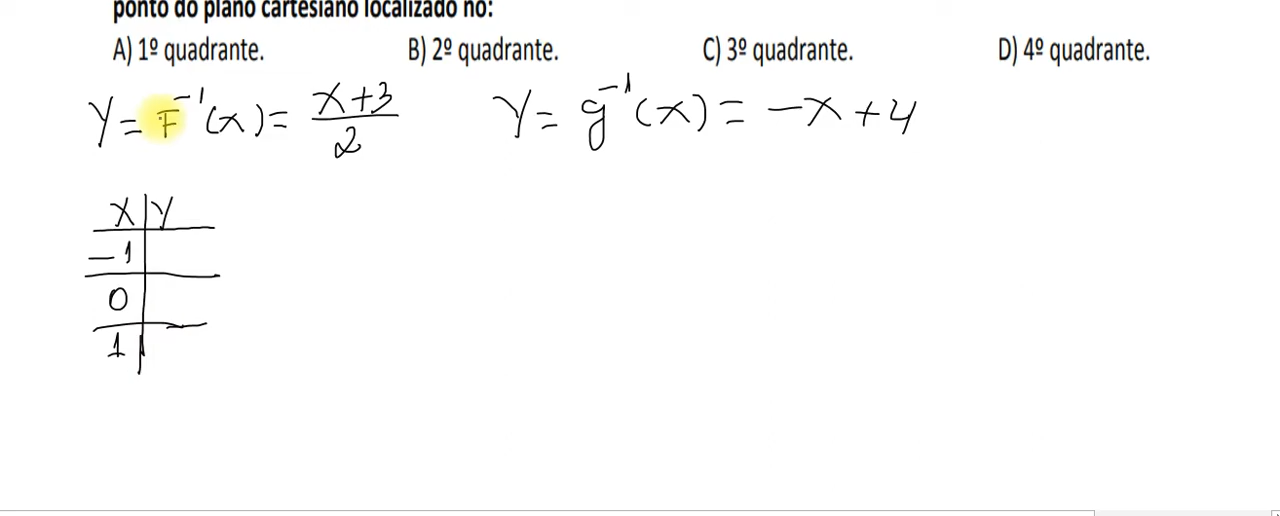 ponto do plano cartesiano localizado no:
A) 1º quadrante. B) 2º quadrante. C) 3º quadrante. D) 4º quadrante.
Y = F⁻¹(x) = (x+3)/2 Y = g⁻¹(x) = -x+4
X | Y
-1
0
1